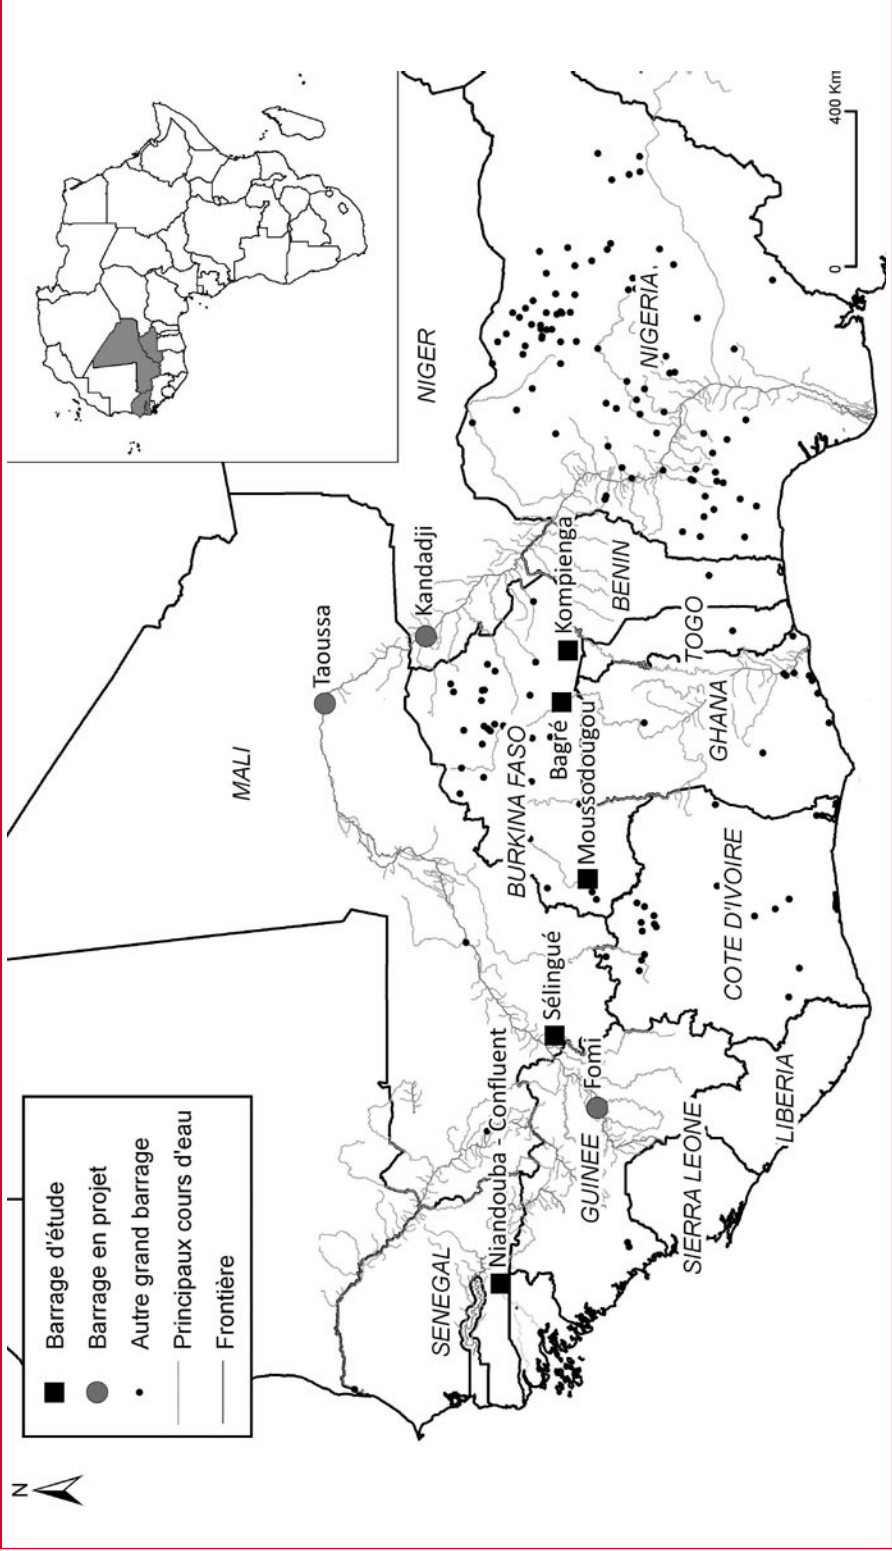 N
Barrage d'étude
Barrage en projet
Autre grand barrage
Principaux cours d'eau
Frontière
MALI
NIGER
Taoussa
Kandadji
SENEGAL
Niandouba - Confluent
BURKINA FASO
Sélingué
Bagré
Kompienga
Moussodougou
Fomi
GUINEE
BENIN
NIGERIA
TOGO
GHANA
SIERRA LEONE
COTE D'IVOIRE
LIBERIA
0
400 Km